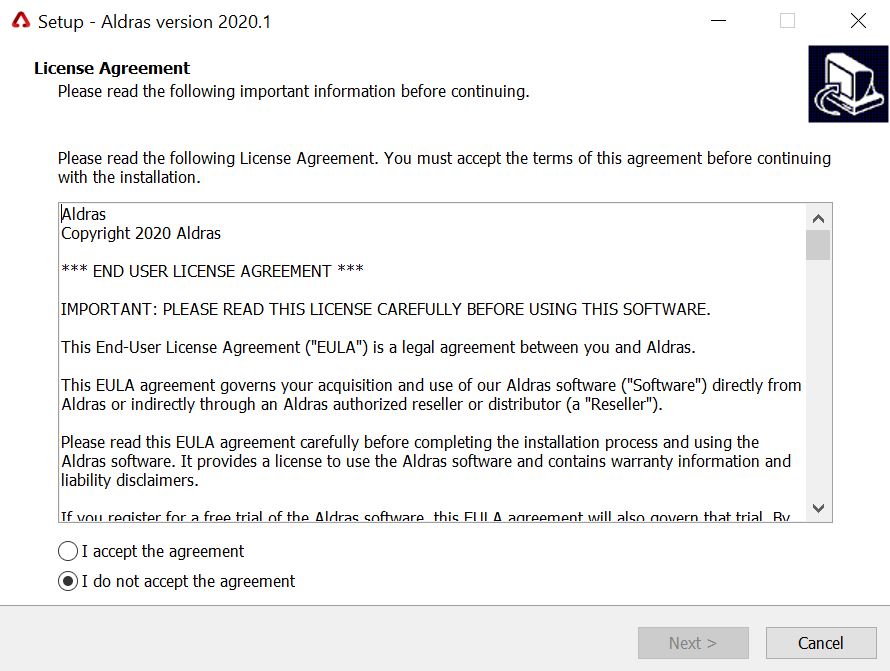 Setup - Aldras version 2020.1
License Agreement
Please read the following important information before continuing.
Please read the following License Agreement. You must accept the terms of this agreement before continuing
with the installation.
Aldras
Copyright 2020 Aldras
*** END USER LICENSE AGREEMENT ***
IMPORTANT: PLEASE READ THIS LICENSE CAREFULLY BEFORE USING THIS SOFTWARE.
This End-User License Agreement ("EULA") is a legal agreement between you and Aldras.
This EULA agreement governs your acquisition and use of our Aldras software ("Software") directly from
Aldras or indirectly through an Aldras authorized reseller or distributor (a "Reseller").
Please read this EULA agreement carefully before completing the installation process and using the
Aldras software. It provides a license to use the Aldras software and contains warranty information and
liability disclaimers.
If you register for a free trial of the Aldras software, this EULA agreement will also govern that trial. By
I accept the agreement
I do not accept the agreement
Next >
Cancel